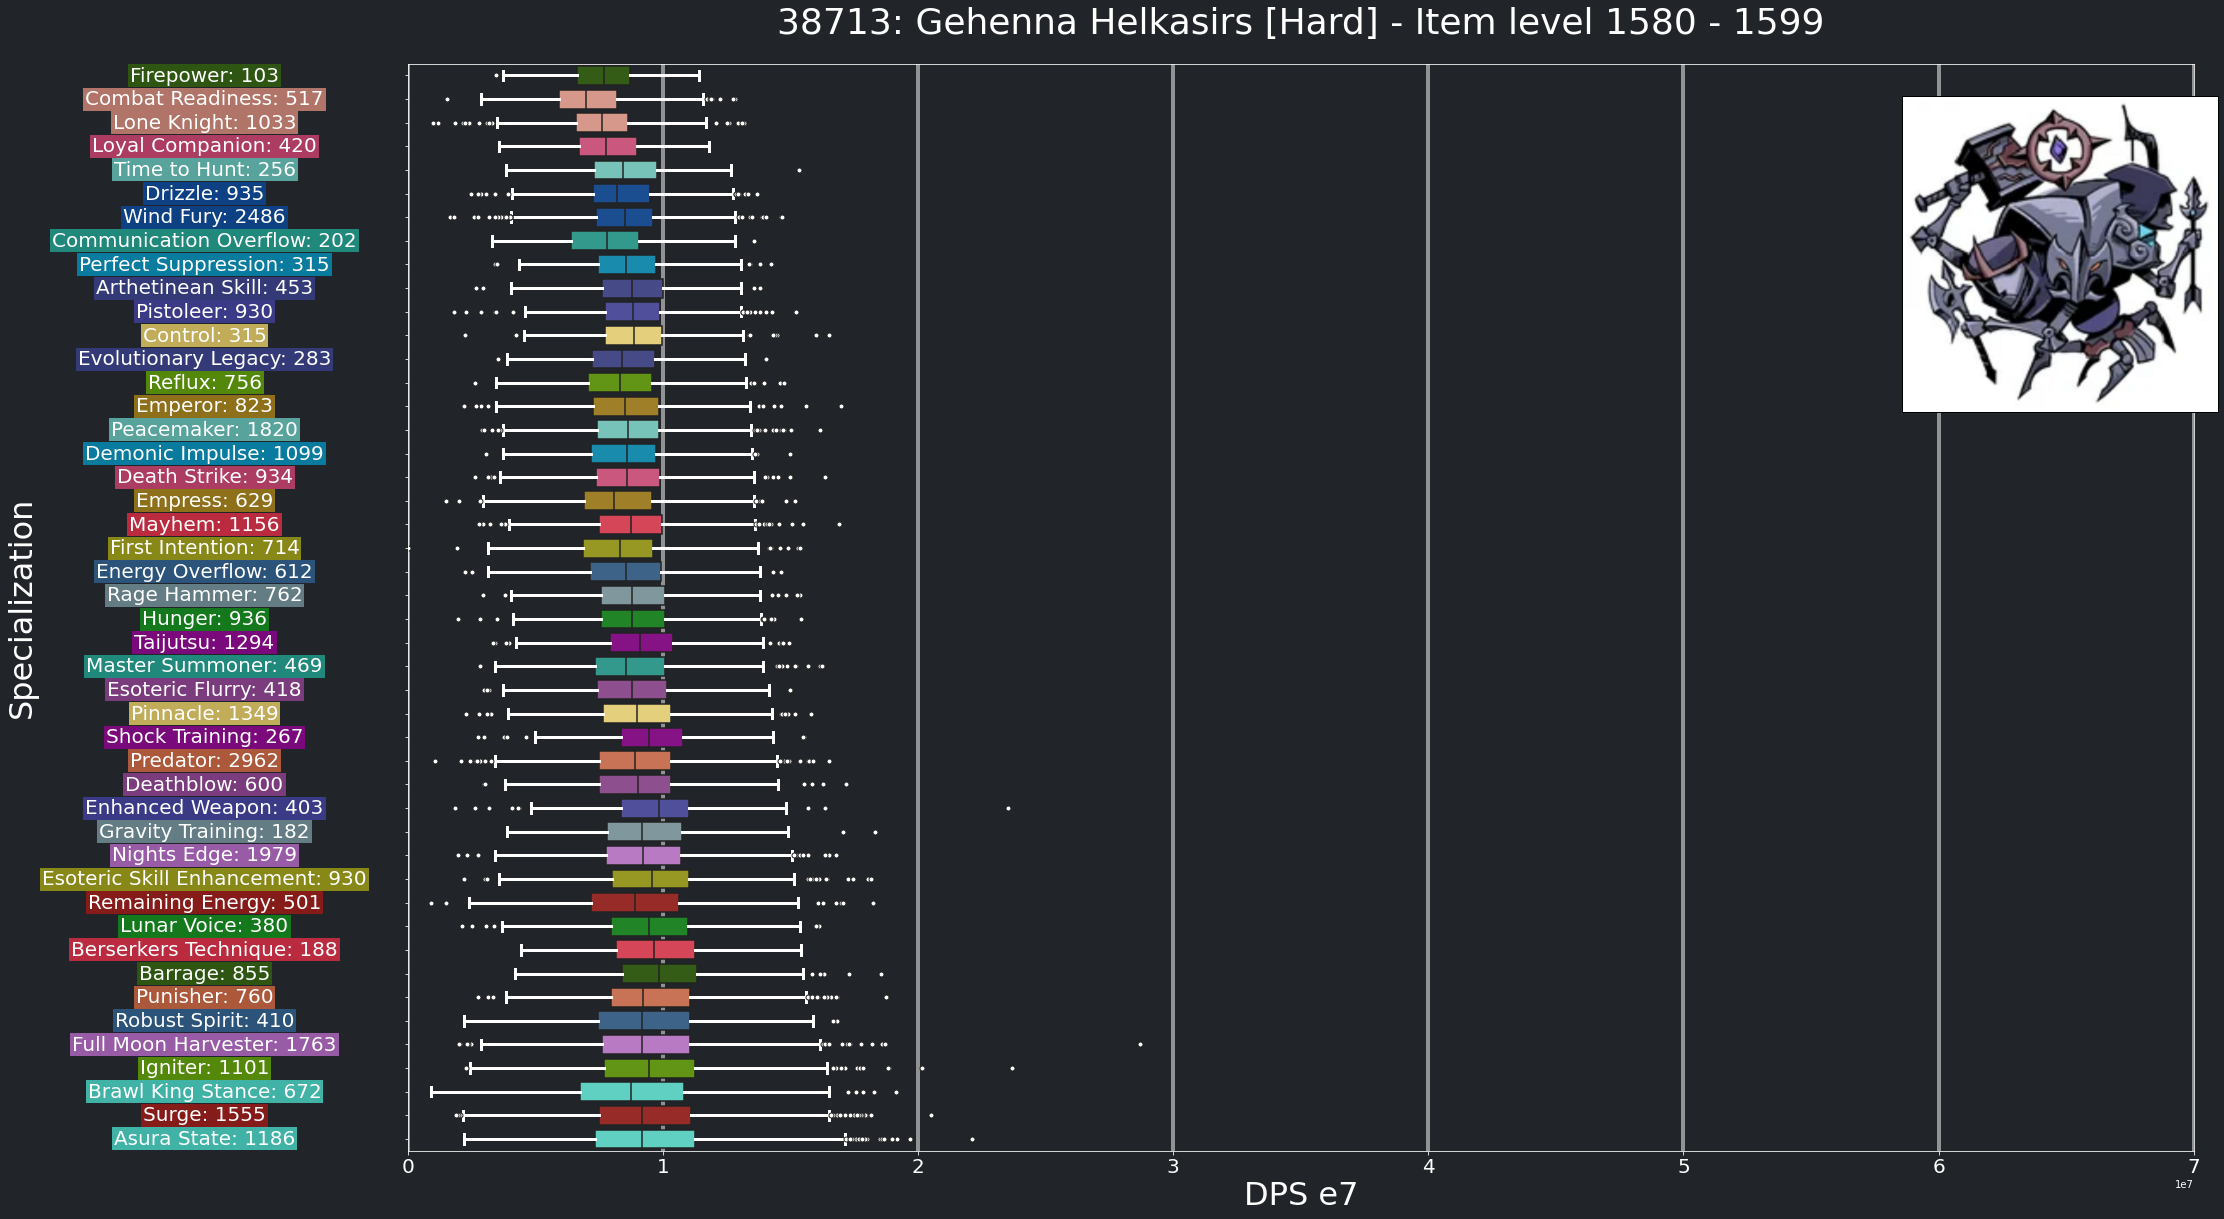 38713: Gehenna Helkasirs [Hard] - Item level 1580 - 1599
Specialization
Firepower: 103
Combat Readiness: 517
Lone Knight: 1033
Loyal Companion: 420
Time to Hunt: 256
Drizzle: 935
Wind Fury: 2486
Communication Overflow: 202
Perfect Suppression: 315
Arthetinean Skill: 453
Pistoleer: 930
Control: 315
Evolutionary Legacy: 283
Reflux: 756
Emperor: 823
Peacemaker: 1820
Demonic Impulse: 1099
Death Strike: 934
Empress: 629
Mayhem: 1156
First Intention: 714
Energy Overflow: 612
Rage Hammer: 762
Hunger: 936
Taijutsu: 1294
Master Summoner: 469
Esoteric Flurry: 418
Pinnacle: 1349
Shock Training: 267
Predator: 2962
Deathblow: 600
Enhanced Weapon: 403
Gravity Training: 182
Nights Edge: 1979
Esoteric Skill Enhancement: 930
Remaining Energy: 501
Lunar Voice: 380
Berserkers Technique: 188
Barrage: 855
Punisher: 760
Robust Spirit: 410
Full Moon Harvester: 1763
Igniter: 1101
Brawl King Stance: 672
Surge: 1555
Asura State: 1186
0 1 2 3 4 5 6 7
1e7
DPS e7